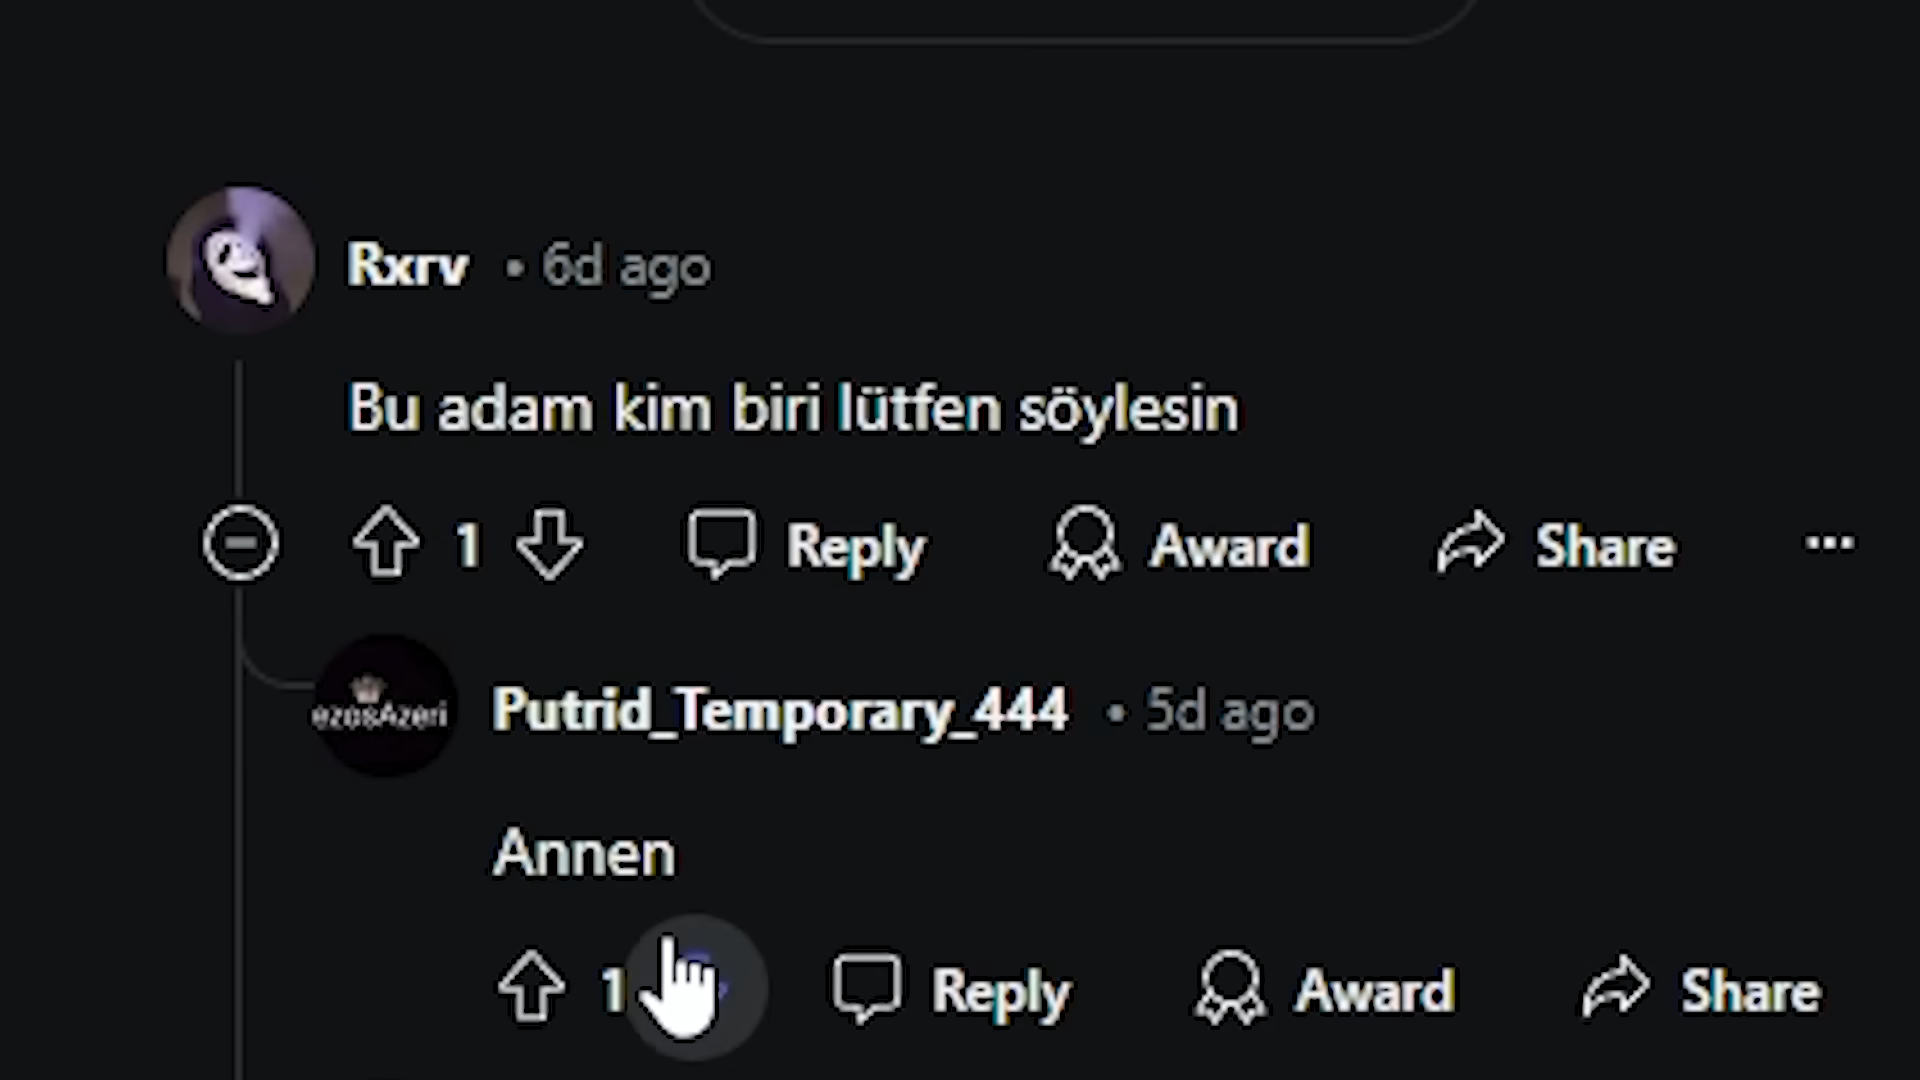 Rxrv • 6d ago
Bu adam kim biri lütfen söylesin
1 Reply Award Share ...
ezosAzeri
Putrid_Temporary_444 • 5d ago
Annen
1 Reply Award Share